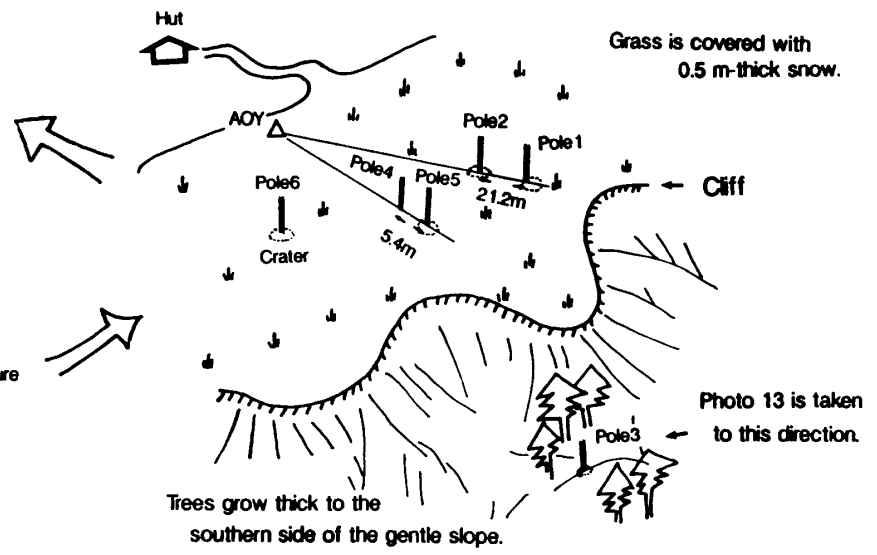 Hut
Grass is covered with
0.5 m-thick snow.
AOY
Pole2
Pole1
Pole4
Pole5
Pole6
21.2m
Cliff
5.4m
Crater
Photo 13 is taken
to this direction.
Pole3
Trees grow thick to the
southern side of the gentle slope.